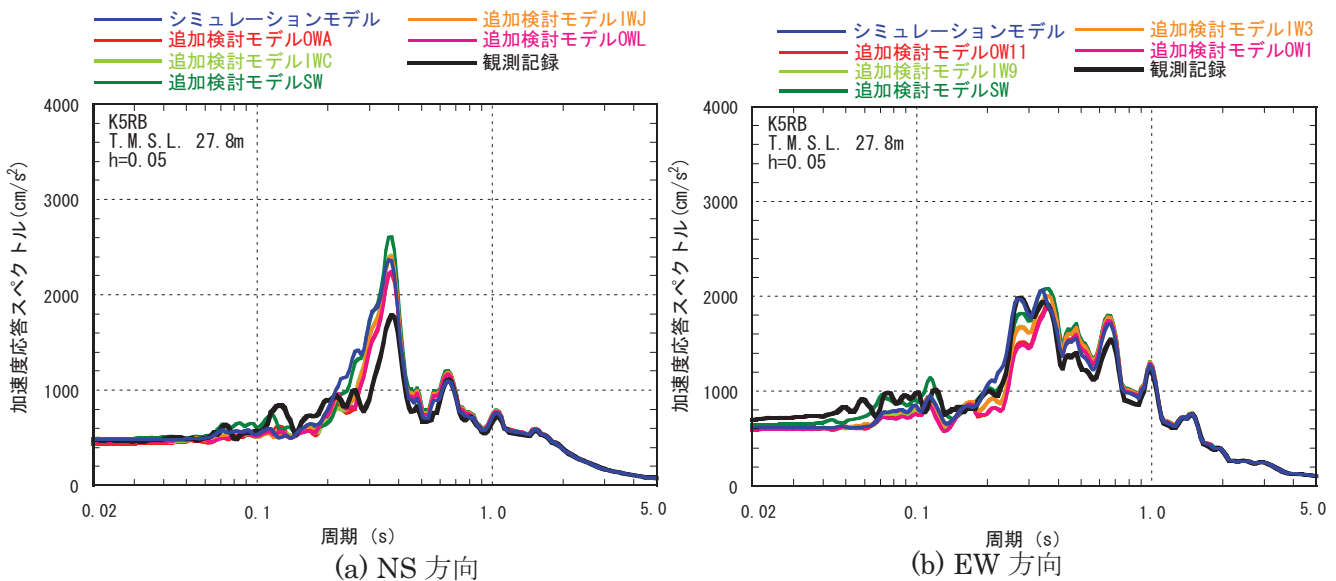 シミュレーションモデル
追加検討モデルOWA
追加検討モデルIWC
追加検討モデルSW
追加検討モデルIWJ
追加検討モデルOWL
観測記録
4000
3000
2000
1000
0
加速度応答スペクトル(cm/s²)
K5RB
T.M.S.L. 27.8m
h=0.05
0.02
0.1
1.0
5.0
周期 (s)
(a) NS 方向
シミュレーションモデル
追加検討モデルOW11
追加検討モデルIW9
追加検討モデルSW
追加検討モデルIW3
追加検討モデルOW1
観測記録
4000
3000
2000
1000
0
加速度応答スペクトル(cm/s²)
K5RB
T.M.S.L. 27.8m
h=0.05
0.02
0.1
1.0
5.0
周期 (s)
(b) EW 方向